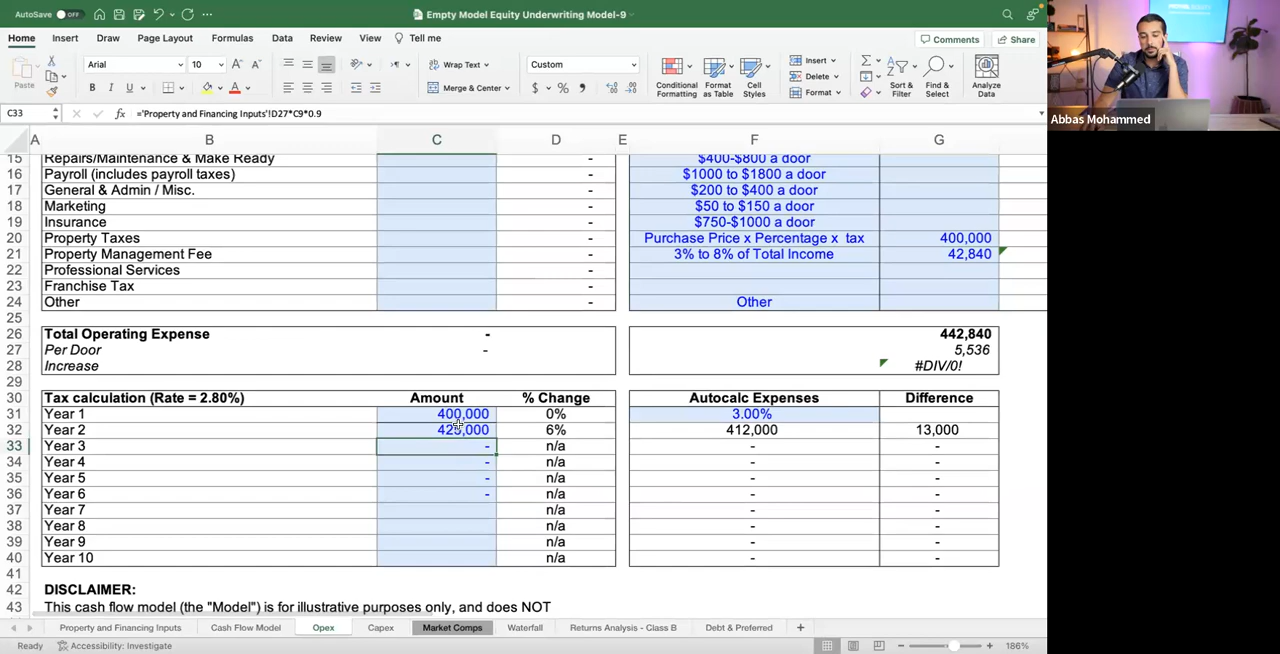 AutoSave OFF Empty Model Equity Underwriting Model-9
Home Insert Draw Page Layout Formulas Data Review View Tell me Comments Share
Paste Arial 10 Wrap Text Custom Insert
Delete
B I U Merge & Center $ % Conditional Formatting Format as Table Cell Styles Format Sort & Filter Find & Select Analyze Data
C33 fx ='Property and Financing Inputs'!D27*C9*0.9
Abbas Mohammed
A B C D E F G
15 Repairs/Maintenance & Make Ready - $400-$800 a door
16 Payroll (includes payroll taxes) - $1000 to $1800 a door
17 General & Admin / Misc. - $200 to $400 a door
18 Marketing - $50 to $150 a door
19 Insurance - $750-$1000 a door
20 Property Taxes - Purchase Price x Percentage x tax 400,000
21 Property Management Fee - 3% to 8% of Total Income 42,840
22 Professional Services -
23 Franchise Tax -
24 Other - Other
25
26 Total Operating Expense - 442,840
27 Per Door - 5,536
28 Increase #DIV/0!
29
30 Tax calculation (Rate = 2.80%) Amount % Change Autocalc Expenses Difference
31 Year 1 400,000 0% 3.00%
32 Year 2 425,000 6% 412,000 13,000
33 Year 3 - n/a - -
34 Year 4 - n/a - -
35 Year 5 - n/a - -
36 Year 6 - n/a - -
37 Year 7 n/a - -
38 Year 8 n/a - -
39 Year 9 n/a - -
40 Year 10 n/a - -
41
42 DISCLAIMER:
43 This cash flow model (the "Model") is for illustrative purposes only, and does NOT
Property and Financing Inputs Cash Flow Model Opex Capex Market Comps Waterfall Returns Analysis - Class B Debt & Preferred +
Ready Accessibility: Investigate 186%